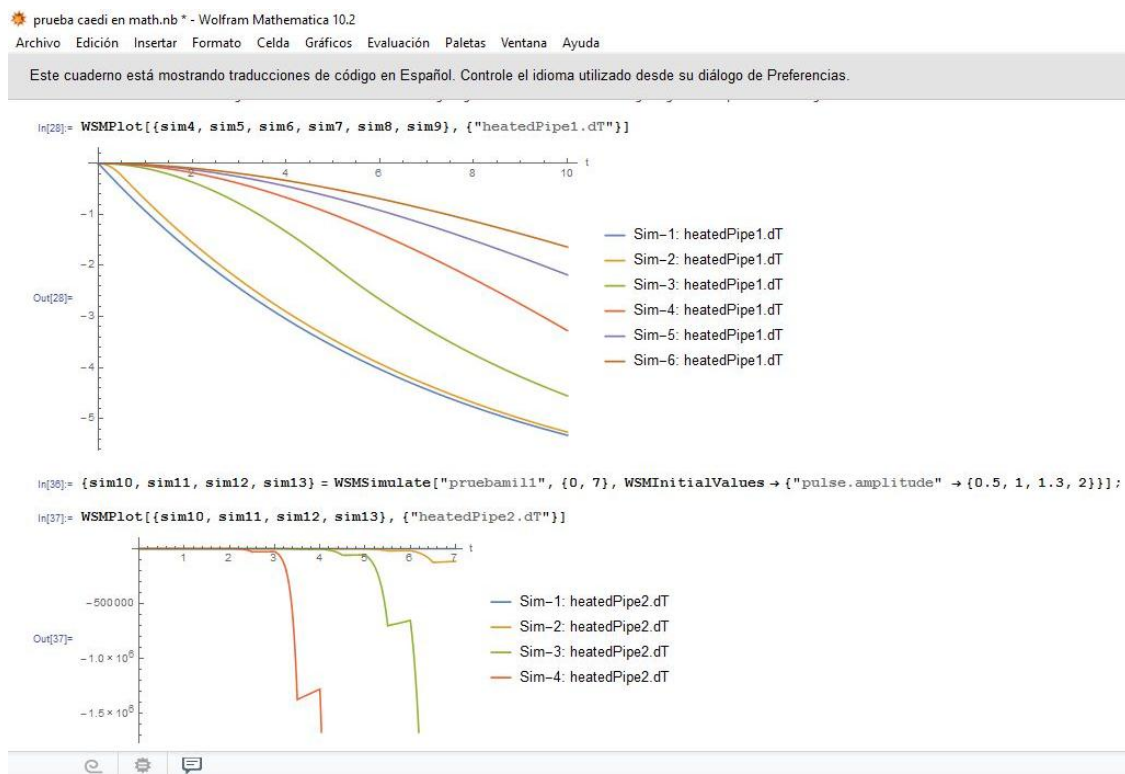 prueba caedi en math.nb * - Wolfram Mathematica 10.2
Archivo Edición Insertar Formato Celda Gráficos Evaluación Paletas Ventana Ayuda
Este cuaderno está mostrando traducciones de código en Español. Controle el idioma utilizado desde su diálogo de Preferencias.
In[28]:= WSMPlot[{sim4, sim5, sim6, sim7, sim8, sim9}, {"heatedPipe1.dT"}]
2 4 6 8 10 t
-1
-2
-3
-4
-5
Out[28]=
Sim-1: heatedPipe1.dT
Sim-2: heatedPipe1.dT
Sim-3: heatedPipe1.dT
Sim-4: heatedPipe1.dT
Sim-5: heatedPipe1.dT
Sim-6: heatedPipe1.dT
In[36]:= {sim10, sim11, sim12, sim13} = WSMSimulate["pruebamil1", {0, 7}, WSMInitialValues → {"pulse.amplitude" → {0.5, 1, 1.3, 2}}];
In[37]:= WSMPlot[{sim10, sim11, sim12, sim13}, {"heatedPipe2.dT"}]
1 2 3 4 5 6 7 t
-500000
-1.0 × 10⁶
-1.5 × 10⁶
Out[37]=
Sim-1: heatedPipe2.dT
Sim-2: heatedPipe2.dT
Sim-3: heatedPipe2.dT
Sim-4: heatedPipe2.dT